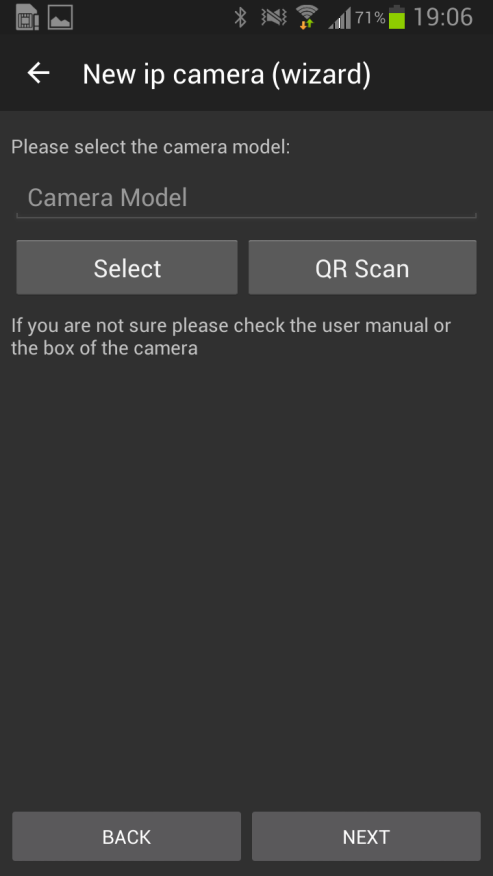 71% 19:06
New ip camera (wizard)
Please select the camera model:
Camera Model
Select QR Scan
If you are not sure please check the user manual or
the box of the camera
BACK NEXT